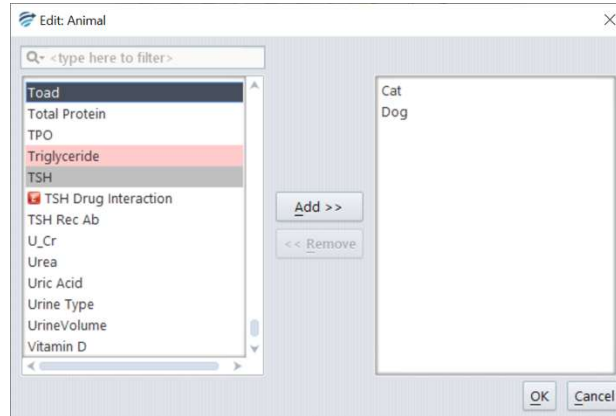 Edit: Animal
<type here to filter>
Toad
Total Protein
TPO
Triglyceride
TSH
TSH Drug Interaction
TSH Rec Ab
U_Cr
Urea
Uric Acid
Urine Type
UrineVolume
Vitamin D
Add >>
<< Remove
Cat
Dog
OK
Cancel